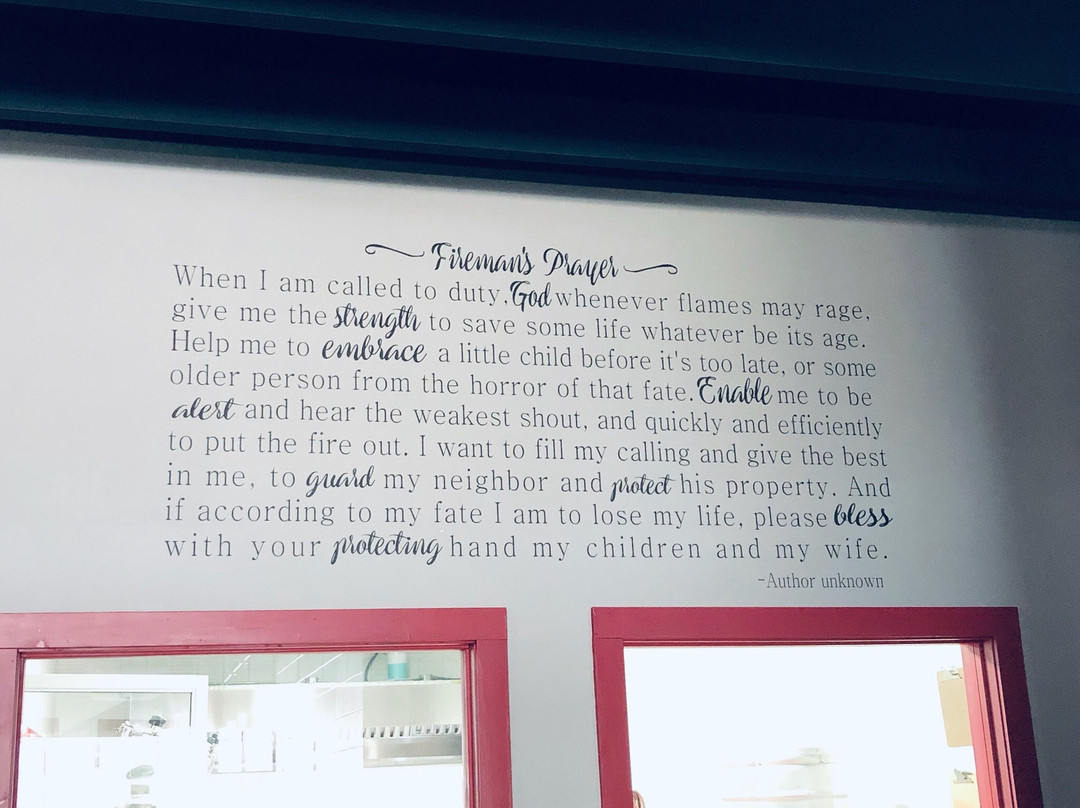 Fireman's Prayer
When I am called to duty, God whenever flames may rage,
give me the strength to save some life whatever be its age.
Help me to embrace a little child before it's too late, or some
older person from the horror of that fate. Enable me to be
alert and hear the weakest shout, and quickly and efficiently
to put the fire out. I want to fill my calling and give the best
in me, to guard my neighbor and protect his property. And
if according to my fate I am to lose my life, please bless
with your protecting hand my children and my wife.
-Author unknown